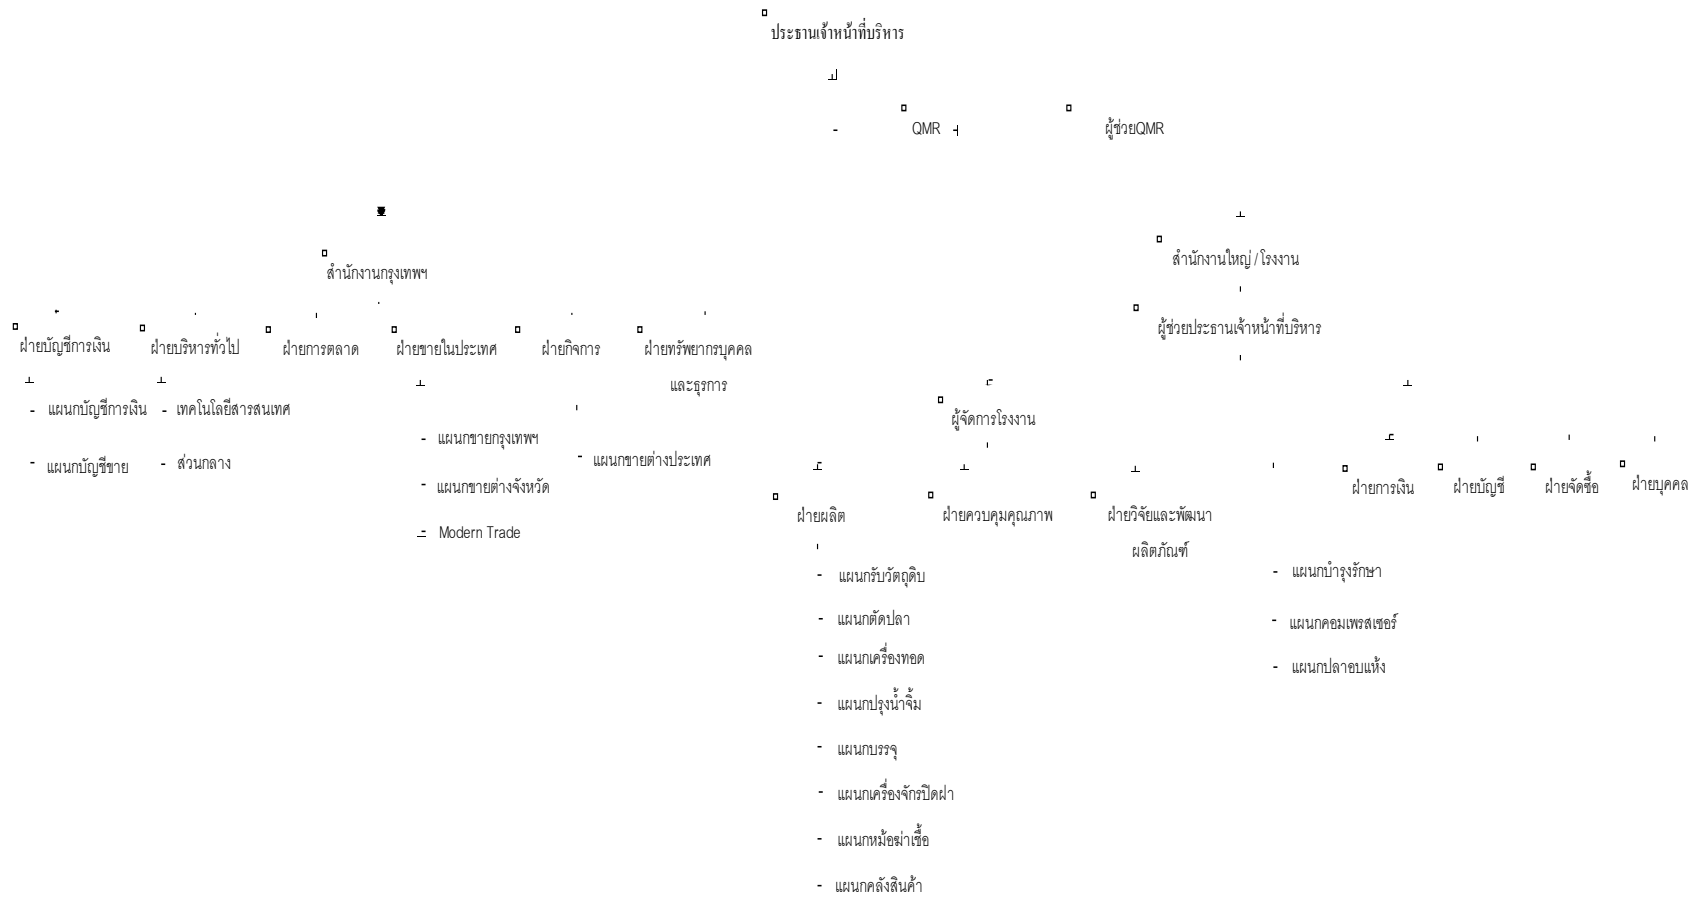 ประธานเจ้าหน้าที่บริหาร
QMR
ผู้ช่วยQMR
สำนักงานกรุงเทพฯ
สำนักงานใหญ่ / โรงงาน
ผู้ช่วยประธานเจ้าหน้าที่บริหาร
ฝ่ายบัญชีการเงิน
ฝ่ายบริหารทั่วไป
ฝ่ายการตลาด
ฝ่ายขายในประเทศ
ฝ่ายกิจการ
ฝ่ายทรัพยากรบุคคล
และธุรการ
- แผนกบัญชีการเงิน
- แผนกบัญชีขาย
- เทคโนโลยีสารสนเทศ
- ส่วนกลาง
- แผนกขายกรุงเทพฯ
- แผนกขายต่างจังหวัด
- Modern Trade
- แผนกขายต่างประเทศ
ผู้จัดการโรงงาน
ฝ่ายการเงิน
ฝ่ายบัญชี
ฝ่ายจัดซื้อ
ฝ่ายบุคคล
ฝ่ายผลิต
ฝ่ายควบคุมคุณภาพ
ฝ่ายวิจัยและพัฒนา
ผลิตภัณฑ์
- แผนกรับวัตถุดิบ
- แผนกตัดปลา
- แผนกเครื่องทอด
- แผนกปรุงน้ำจิ้ม
- แผนกบรรจุ
- แผนกเครื่องจักรปิดฝา
- แผนกหม้อฆ่าเชื้อ
- แผนกคลังสินค้า
- แผนกบำรุงรักษา
- แผนกคอมเพรสเซอร์
- แผนกปลาอบแห้ง